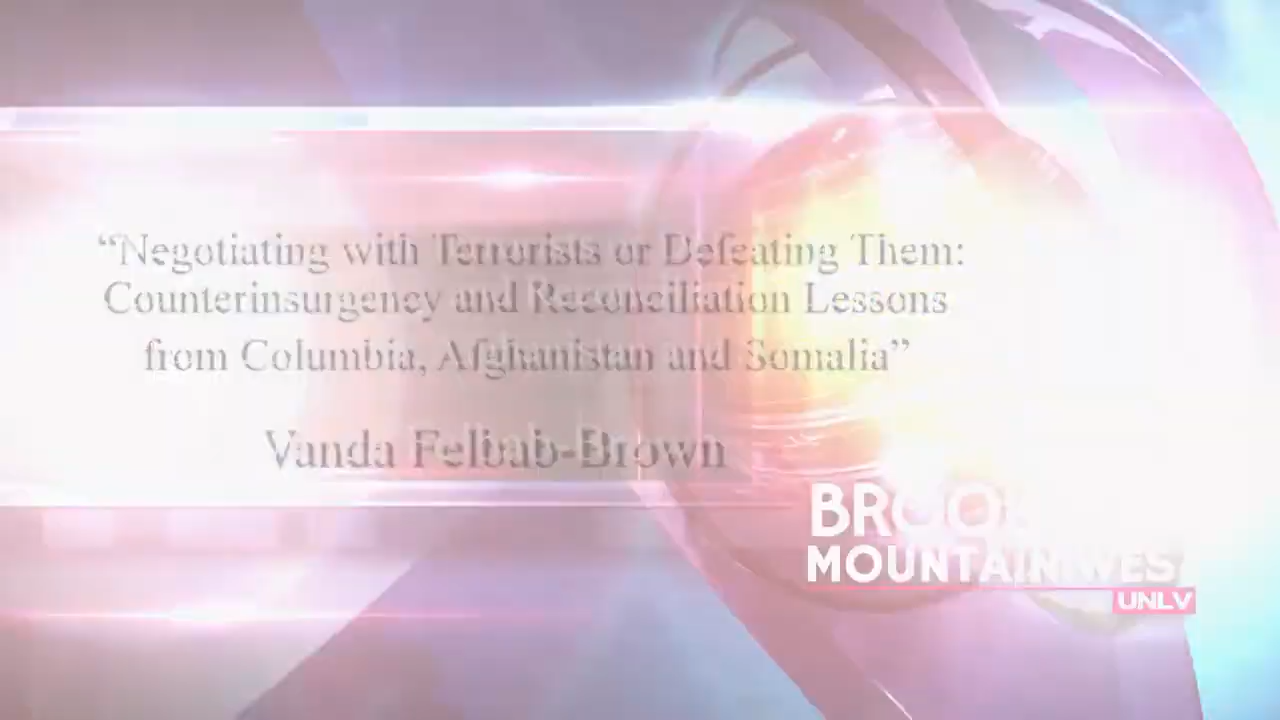 “Negotiating with Terrorists or Defeating Them:
Counterinsurgency and Reconciliation Lessons
from Columbia, Afghanistan and Somalia”
Vanda Felbab-Brown
MOUNTAIN WEST
UNLV